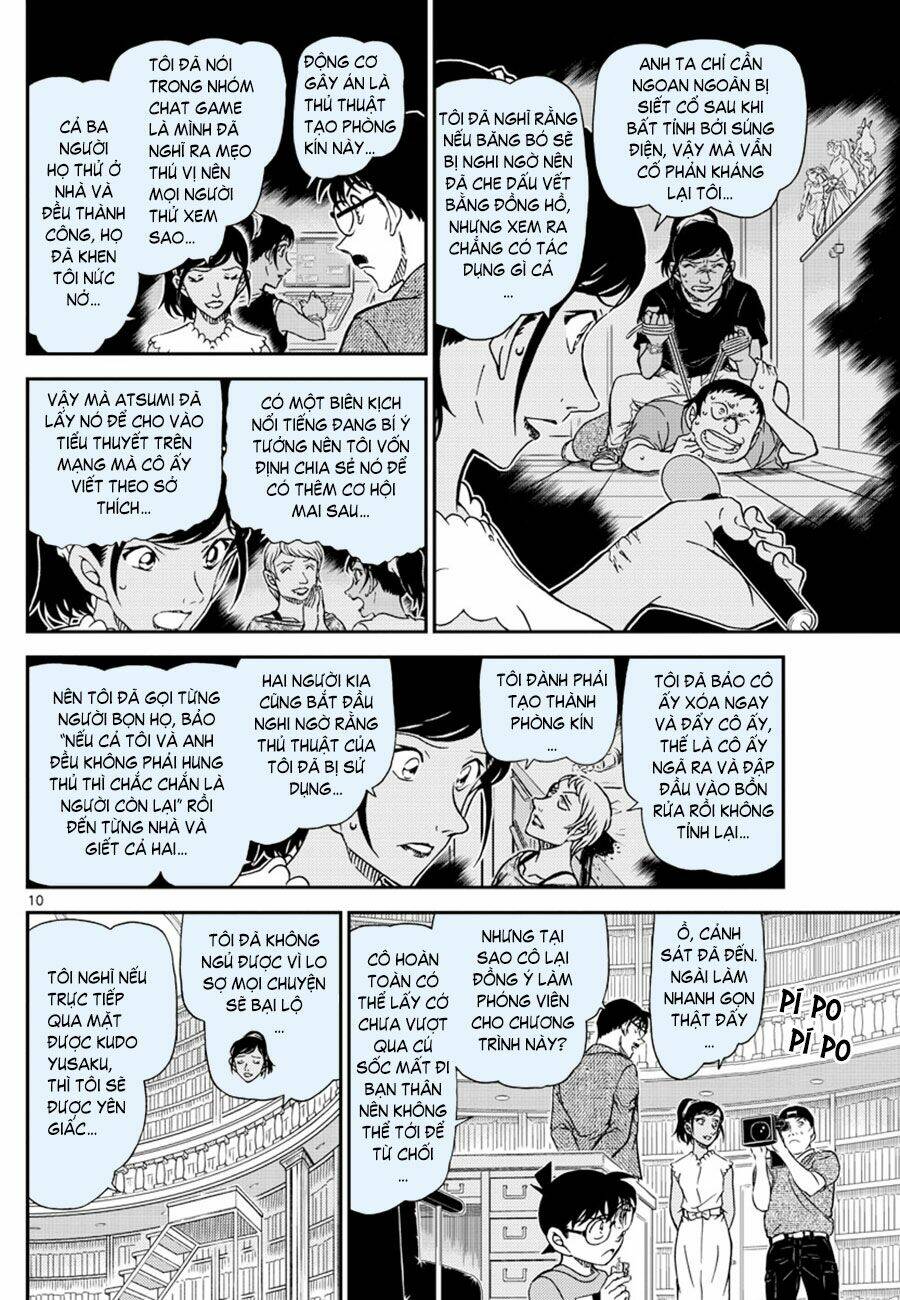 ANH TA CHỈ CẦN
NGOAN NGOÃN BỊ
SIẾT CỔ SAU KHI
BẤT TỈNH BỞI SÚNG
ĐIỆN, VẬY MÀ VẪN
CỐ PHẢN KHÁNG
LẠI TÔI...
TÔI ĐÃ NGHĨ RẰNG
NẾU BĂNG BÓ SẼ
BỊ NGHI NGỜ NÊN
ĐÃ CHE DẤU VẾT
BẰNG ĐỒNG HỒ,
NHƯNG XEM RA
CHẲNG CÓ TÁC
DỤNG GÌ CẢ
...
ĐỘNG CƠ
GÂY ÁN LÀ
THỦ THUẬT
TẠO PHÒNG
KÍN NÀY...
TÔI ĐÃ NÓI
TRONG NHÓM
CHAT GAME
LÀ MÌNH ĐÃ
NGHĨ RA MẸO
THÚ VỊ NÊN
MỌI NGƯỜI
THỬ XEM
SAO...
CẢ BA
NGƯỜI
HỌ THỬ Ở
NHÀ VÀ
ĐỀU THÀNH
CÔNG, HỌ
ĐÃ KHEN
TÔI NỨC
NỞ...
CÓ MỘT BIÊN KỊCH
NỔI TIẾNG ĐANG BÍ Ý
TƯỞNG NÊN TÔI VỐN
ĐỊNH CHIA SẺ NÓ ĐỂ
CÓ THÊM CƠ HỘI
MAI SAU...
VẬY MÀ ATSUMI ĐÃ
LẤY NÓ ĐỂ CHO VÀO
TIỂU THUYẾT TRÊN
MẠNG MÀ CÔ ẤY
VIẾT THEO SỞ
THÍCH...
TÔI ĐÃ BẢO CÔ
ẤY XÓA NGAY
VÀ ĐẨY CÔ ẤY,
THẾ LÀ CÔ ẤY
NGÃ RA VÀ ĐẬP
ĐẦU VÀO BỒN
RỬA RỒI KHÔNG
TỈNH LẠI...
TÔI ĐÀNH PHẢI
TẠO THÀNH
PHÒNG KÍN
...
HAI NGƯỜI KIA
CŨNG BẮT ĐẦU
NGHI NGỜ RẰNG
THỦ THUẬT CỦA
TÔI ĐÃ BỊ SỬ
DỤNG...
NÊN TÔI ĐÃ GỌI TỪNG
NGƯỜI BỌN HỌ, BẢO
"NẾU CẢ TÔI VÀ ANH
ĐỀU KHÔNG PHẢI HUNG
THỦ THÌ CHẮC CHẮN LÀ
NGƯỜI CÒN LẠI" RỒI
ĐẾN TỪNG NHÀ VÀ
GIẾT CẢ HAI...
10
Ồ, CẢNH
SÁT ĐÃ ĐẾN.
NGÀI LÀM
NHANH GỌN
THẬT ĐẤY
...
PÍ PO
PÍ PO
NHƯNG TẠI
SAO CÔ LẠI
ĐỒNG Ý LÀM
PHÓNG VIÊN
CHO CHƯƠNG
TRÌNH NÀY?
CÔ HOÀN
TOÀN CÓ
THỂ LẤY CỚ
CHƯA VƯỢT
QUA CÚ
SỐC MẤT ĐI
BẠN THÂN
NÊN KHÔNG
THỂ TỚI ĐỂ
TỪ CHỐI
...
TÔI ĐÃ KHÔNG
NGỦ ĐƯỢC VÌ LO
SỢ MỌI CHUYỆN
SẼ BẠI LỘ
...
TÔI NGHĨ NẾU
TRỰC TIẾP
QUA MẶT
ĐƯỢC KUDO
YUSAKU,
THÌ TÔI SẼ
ĐƯỢC YÊN
GIẤC...